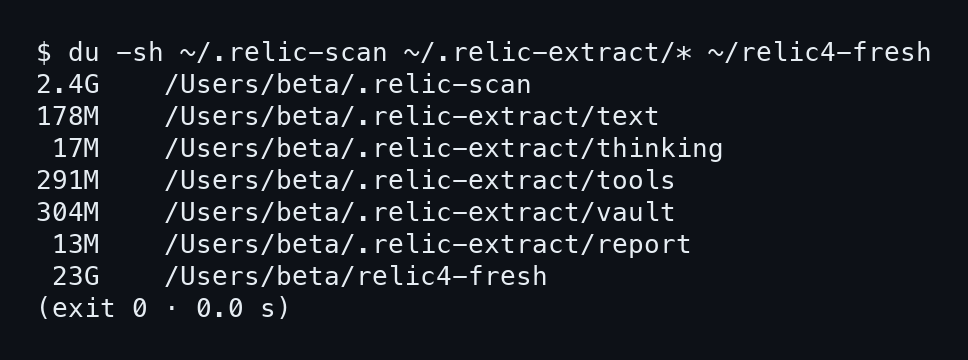 $ du -sh ~/.relic-scan ~/.relic-extract/* ~/relic4-fresh
2.4G    /Users/beta/.relic-scan
178M    /Users/beta/.relic-extract/text
 17M    /Users/beta/.relic-extract/thinking
291M    /Users/beta/.relic-extract/tools
304M    /Users/beta/.relic-extract/vault
 13M    /Users/beta/.relic-extract/report
 23G    /Users/beta/relic4-fresh
(exit 0 · 0.0 s)